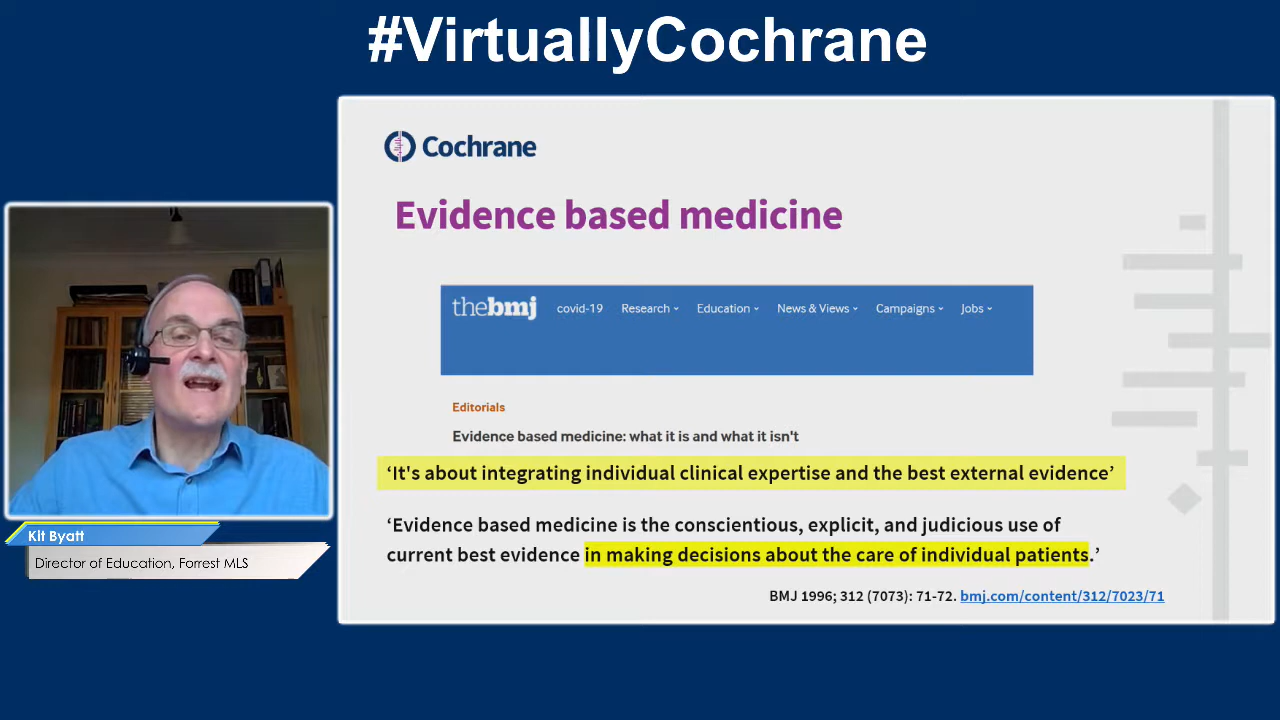 #VirtuallyCochrane
Cochrane
Evidence based medicine
thebmj covid-19 Research Education News & Views Campaigns Jobs
Editorials
Evidence based medicine: what it is and what it isn't
‘It's about integrating individual clinical expertise and the best external evidence’
‘Evidence based medicine is the conscientious, explicit, and judicious use of
current best evidence in making decisions about the care of individual patients.’
BMJ 1996; 312 (7073): 71-72. bmj.com/content/312/7023/71
Kit Byatt
Director of Education, Forrest MLS